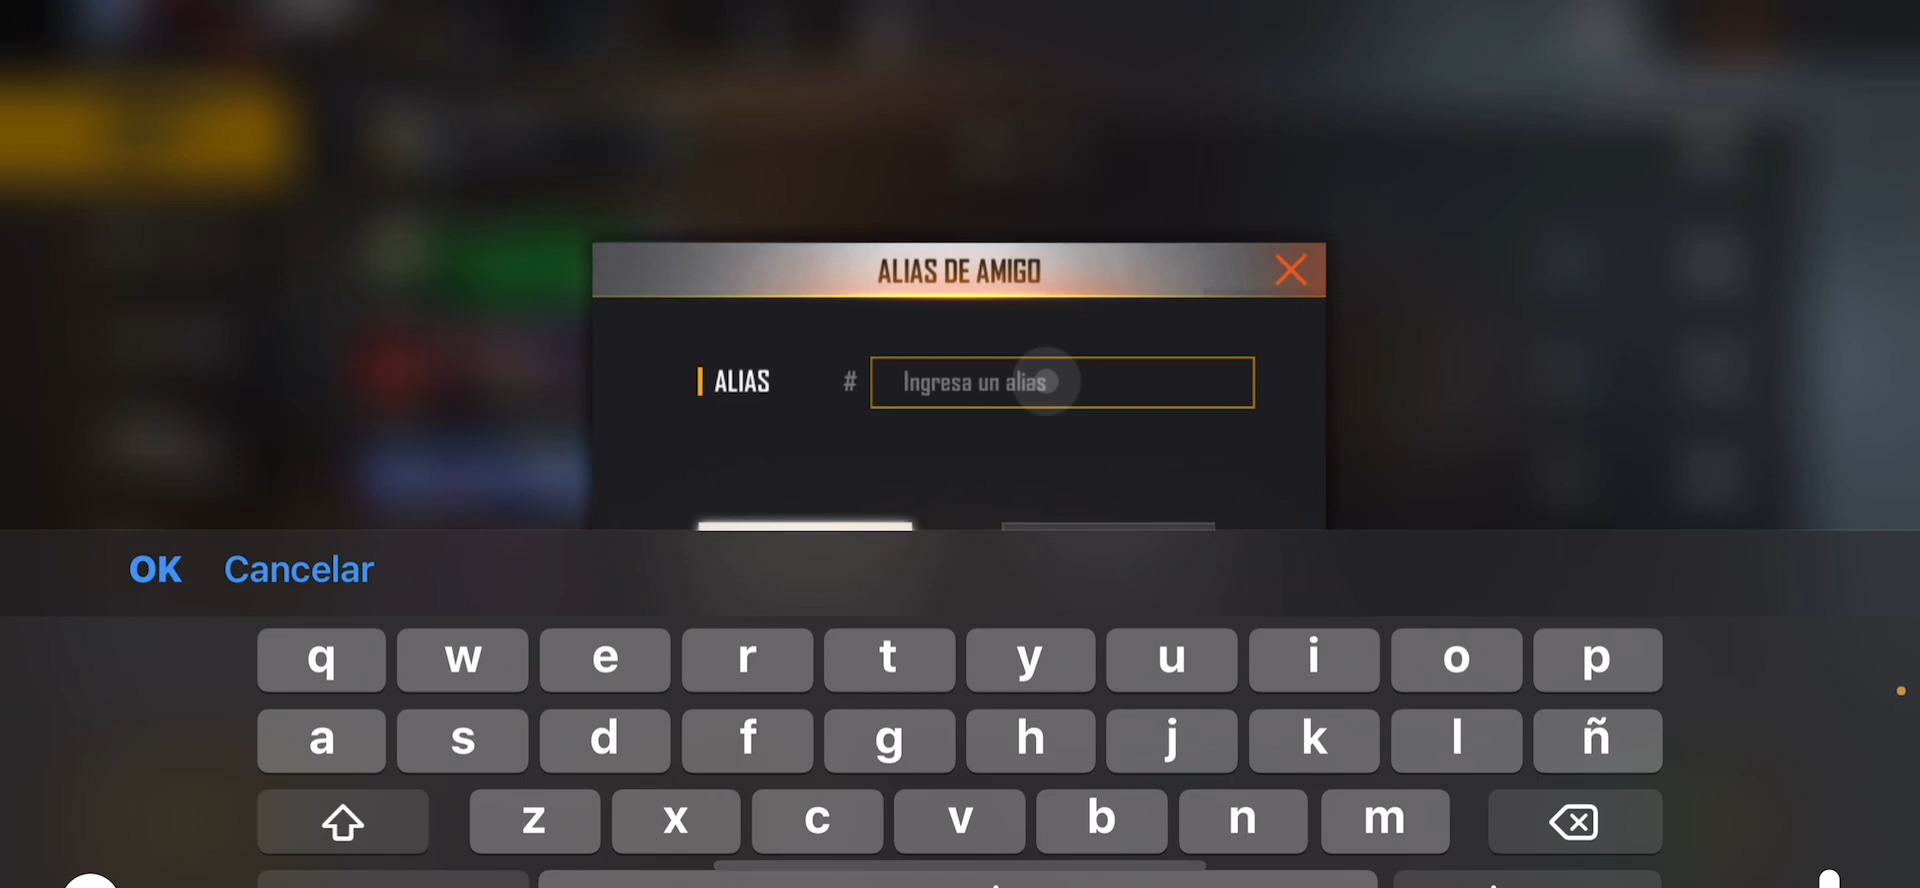 ALIAS DE AMIGO
ALIAS # Ingresa un alias
OK Cancelar
q w e r t y u i o p
a s d f g h j k l ñ
z x c v b n m